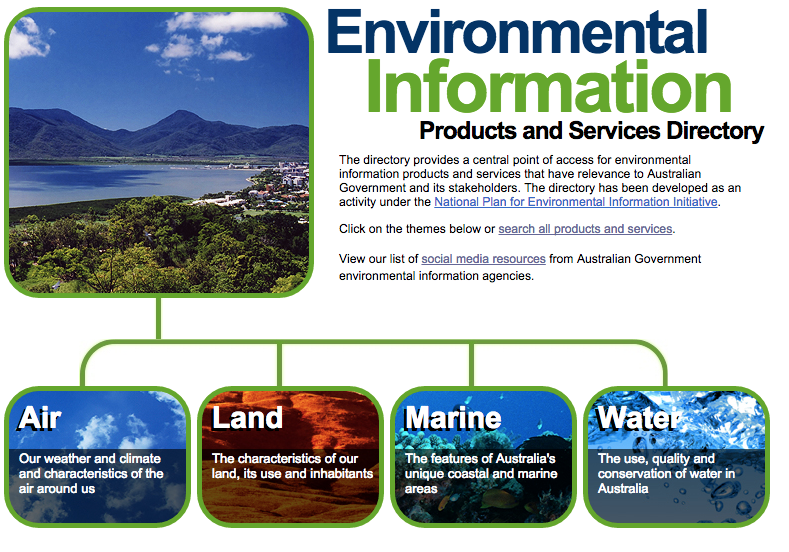 Environmental
Information
Products and Services Directory
The directory provides a central point of access for environmental
information products and services that have relevance to Australian
Government and its stakeholders. The directory has been developed as an
activity under the National Plan for Environmental Information Initiative.
Click on the themes below or search all products and services.
View our list of social media resources from Australian Government
environmental information agencies.
Air
Our weather and climate
and characteristics of the
air around us
Land
The characteristics of our
land, its use and inhabitants
Marine
The features of Australia's
unique coastal and marine
areas
Water
The use, quality and
conservation of water in
Australia